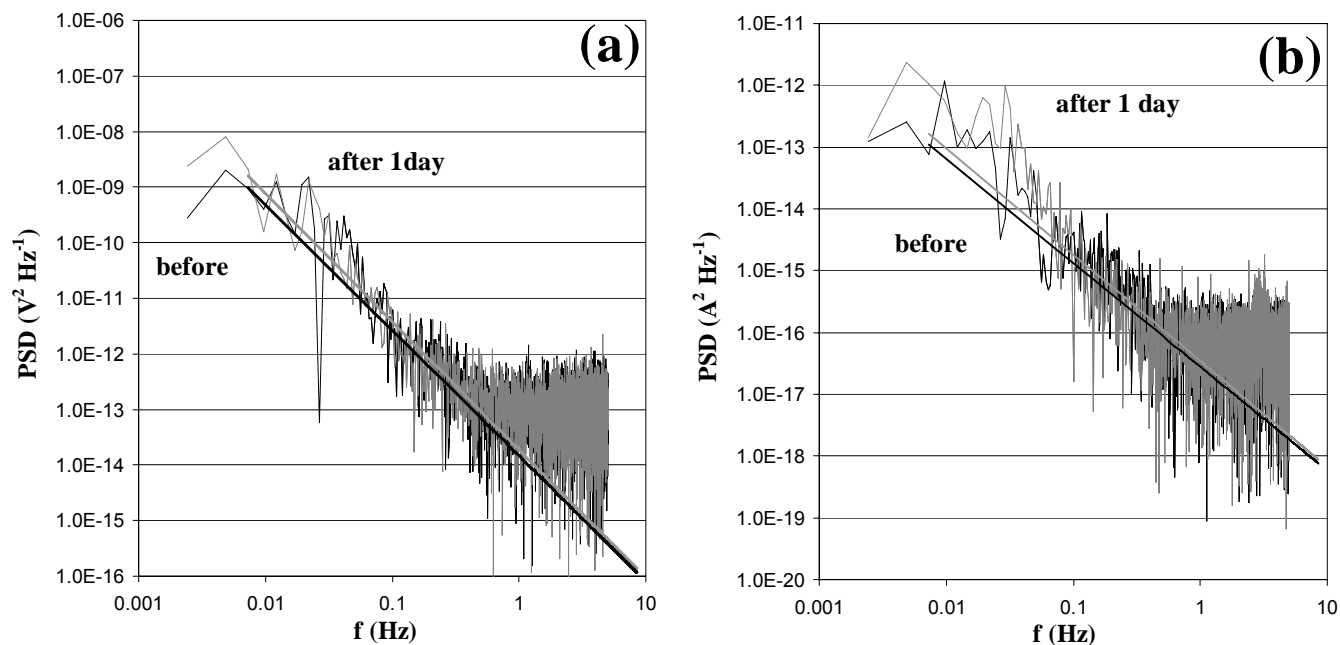 (a)
1.0E-06
1.0E-07
1.0E-08
1.0E-09
1.0E-10
1.0E-11
1.0E-12
1.0E-13
1.0E-14
1.0E-15
1.0E-16
PSD (V² Hz⁻¹)
after 1day
before
0.001 0.01 0.1 1 10
f (Hz)
(b)
1.0E-11
1.0E-12
1.0E-13
1.0E-14
1.0E-15
1.0E-16
1.0E-17
1.0E-18
1.0E-19
1.0E-20
PSD (A² Hz⁻¹)
after 1 day
before
0.001 0.01 0.1 1 10
f (Hz)